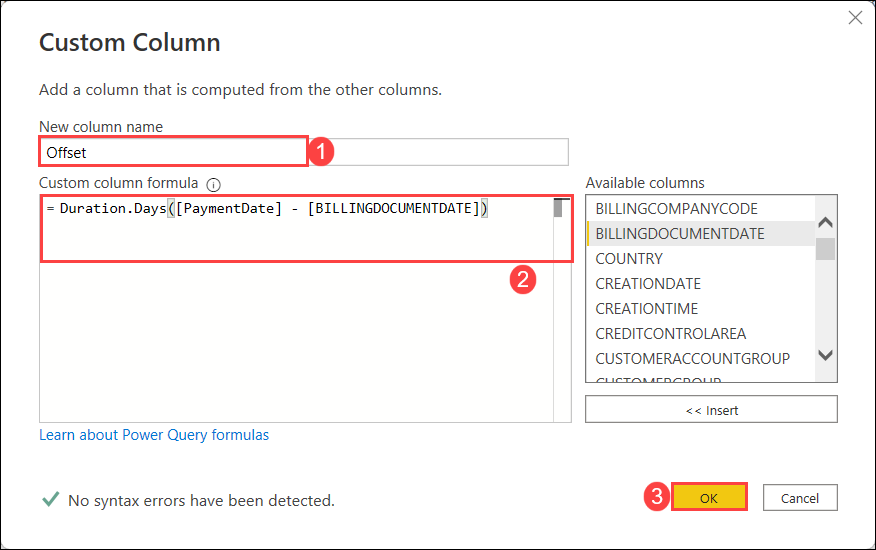 Custom Column
Add a column that is computed from the other columns.
New column name
Offset
1
Custom column formula
= Duration.Days([PaymentDate] - [BILLINGDOCUMENTDATE])
2
Available columns
BILLINGCOMPANYCODE
BILLINGDOCUMENTDATE
COUNTRY
CREATIONDATE
CREATIONTIME
CREDITCONTROLAREA
CUSTOMERACCOUNTGROUP
CUSTOMERGROUP
<< Insert
Learn about Power Query formulas
No syntax errors have been detected.
3
OK
Cancel